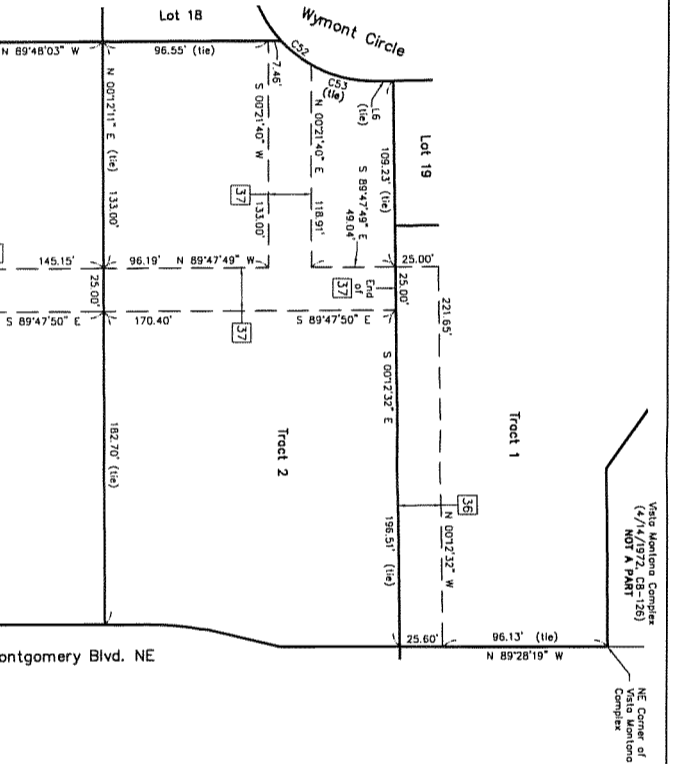 Lot 18
Wymont Circle
N 89°48'03" W
96.55' (tie)
C52
7.46'
C53
(tie)
L6
(tie)
Lot 19
N 00°12'11" E (tie) 133.00'
S 00°21'40" W 133.00'
N 00°21'40" E 118.91'
S 89°47'49" E
49.04'
109.23' (tie)
37
145.15'
96.19' N 89°47'49" W
25.00'
25.00'
25.00'
End
of
37
221.65'
S 89°47'50" E
170.40'
S 89°47'50" E
37
S 00°12'32" E 196.51' (tie)
Tract 1
Tract 2
182.70' (tie)
36
N 00°12'32" W
Vista Montana Complex
(4/14/1972, C8-126)
NOT A PART
25.60'
96.13' (tie)
N 89°28'19" W
ontgomery Blvd. NE
NE Corner of
Vista Montana
Complex